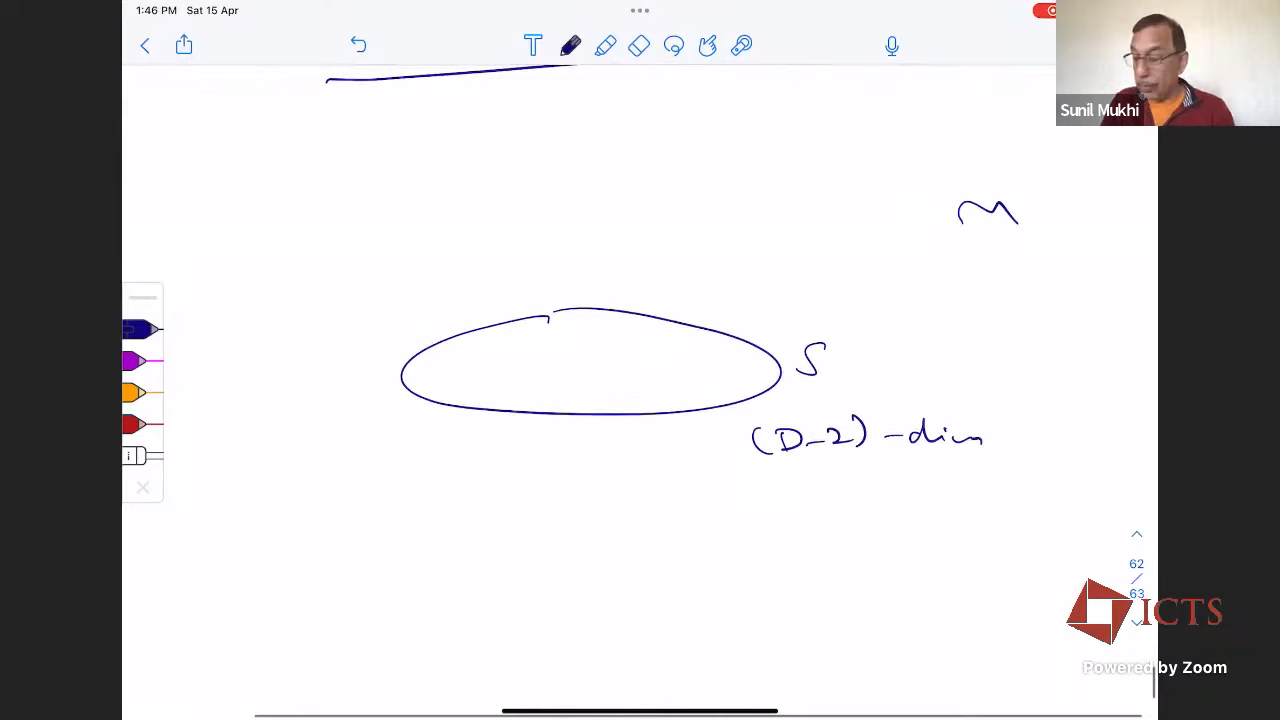 1:46 PM Sat 15 Apr
T
Sunil Mukhi
M
S
(D-2) - dim
i
62
/
63
ICTS
Powered by Zoom